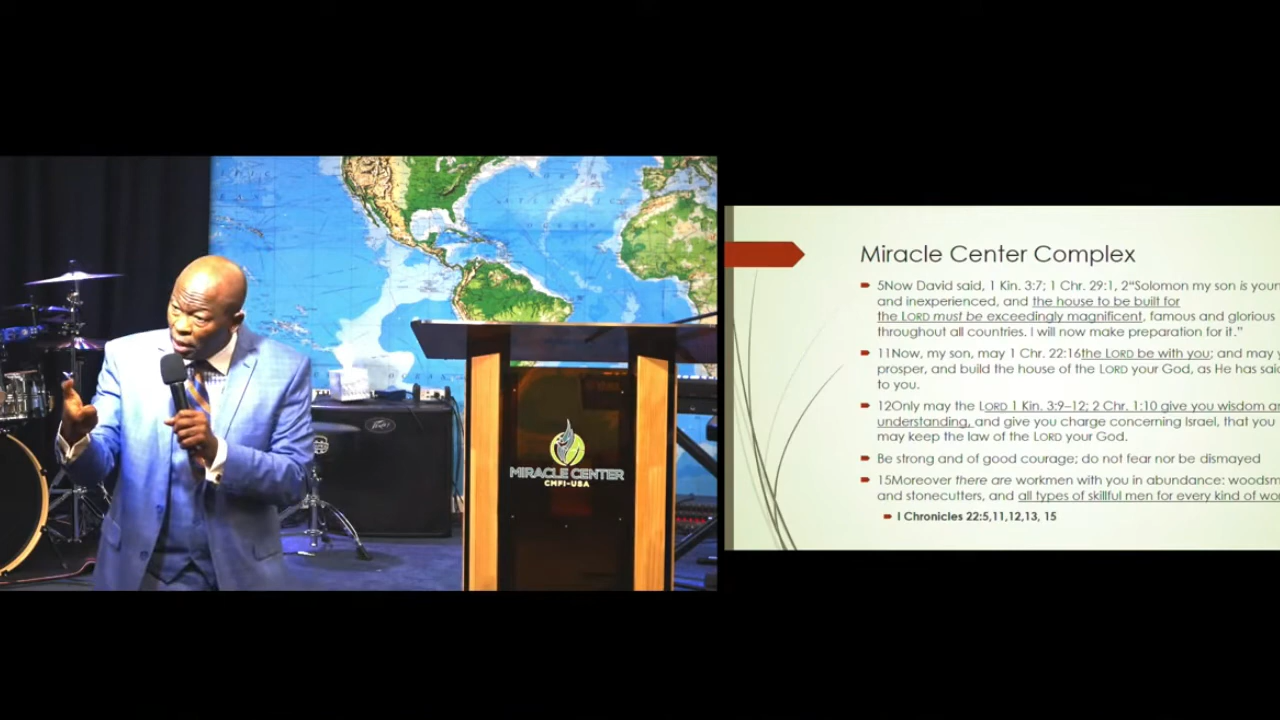 Miracle Center Complex
5Now David said, 1 Kin. 3:7; 1 Chr. 29:1, 2“Solomon my son is
and inexperienced, and the house to be built for
the LORD must be exceedingly magnificent, famous and glorious
throughout all countries. I will now make preparation for it.”
11Now, my son, may 1 Chr. 22:16the LORD be with you; and may
prosper, and build the house of the LORD your God, as He has
to you.
12Only may the LORD 1 Kin. 3:9–12; 2 Chr. 1:10 give you wisdom
understanding, and give you charge concerning Israel, that you
may keep the law of the LORD your God.
Be strong and of good courage; do not fear nor be dismayed
15Moreover there are workmen with you in abundance:
and stonecutters, and all types of skillful men for every kind of
I Chronicles 22:5,11,12,13, 15
MIRACLE CENTER
CMFI-USA
Peavey